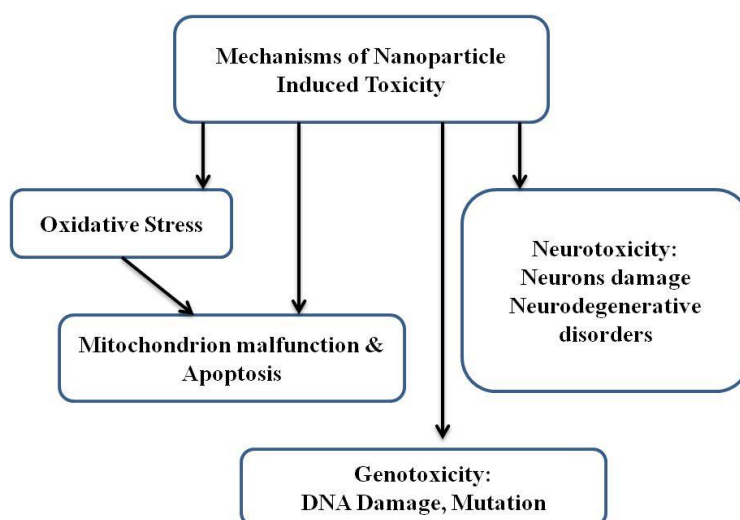 Mechanisms of Nanoparticle
Induced Toxicity
Oxidative Stress
Neurotoxicity:
Neurons damage
Neurodegenerative
disorders
Mitochondrion malfunction &
Apoptosis
Genotoxicity:
DNA Damage, Mutation